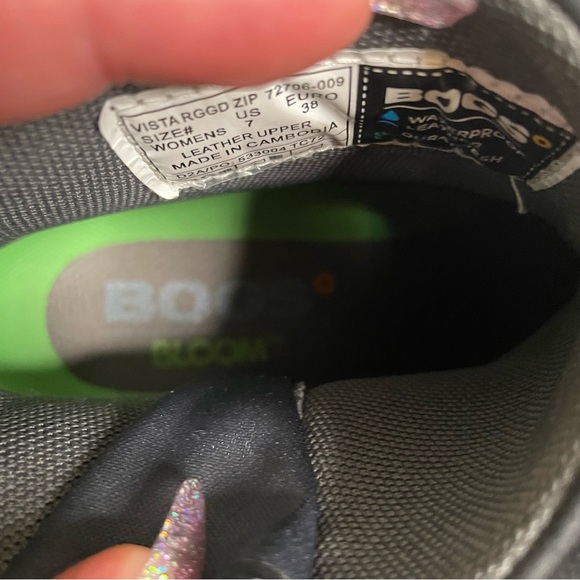 VISTA RGGD ZIP 72706-009
SIZE# US EURO
WOMENS 7 38
LEATHER UPPER
MADE IN CAMBODIA
BOGS
BOGS
BLOOM